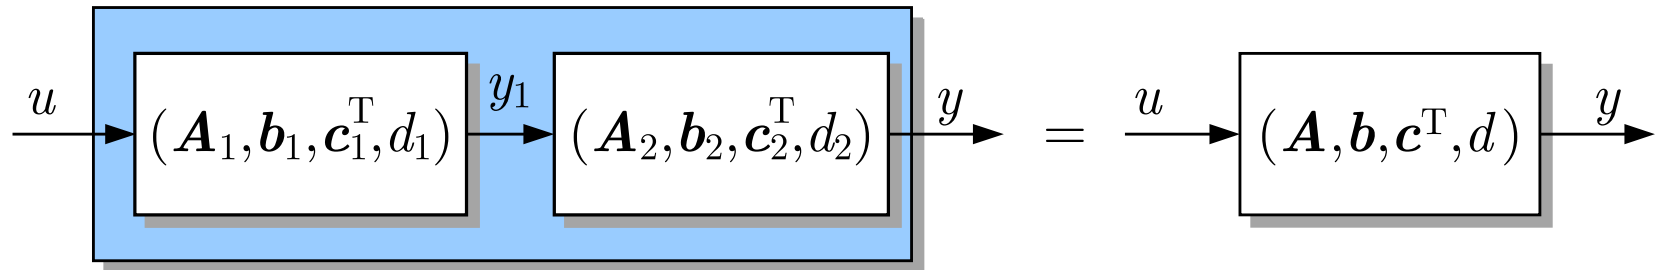 u (A₁,b₁,c₁ᵀ,d₁) y₁ (A₂,b₂,c₂ᵀ,d₂) y = u (A,b,cᵀ,d) y